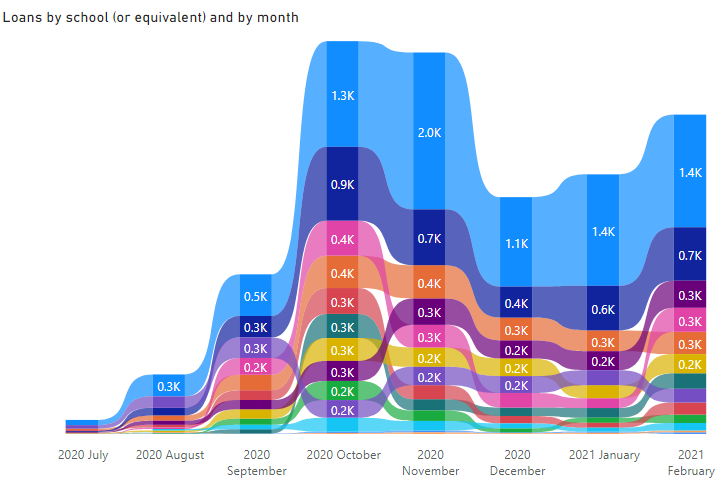 Loans by school (or equivalent) and by month
0.3K
0.5K
0.3K
0.3K
0.2K
1.3K
0.9K
0.4K
0.4K
0.3K
0.3K
0.3K
0.3K
0.2K
0.2K
2.0K
0.7K
0.4K
0.3K
0.3K
0.2K
0.2K
1.1K
0.4K
0.3K
0.2K
0.2K
0.2K
1.4K
0.6K
0.3K
0.2K
1.4K
0.7K
0.3K
0.3K
0.3K
0.2K
2020 July
2020 August
2020
September
2020 October
2020
November
2020
December
2021 January
2021
February